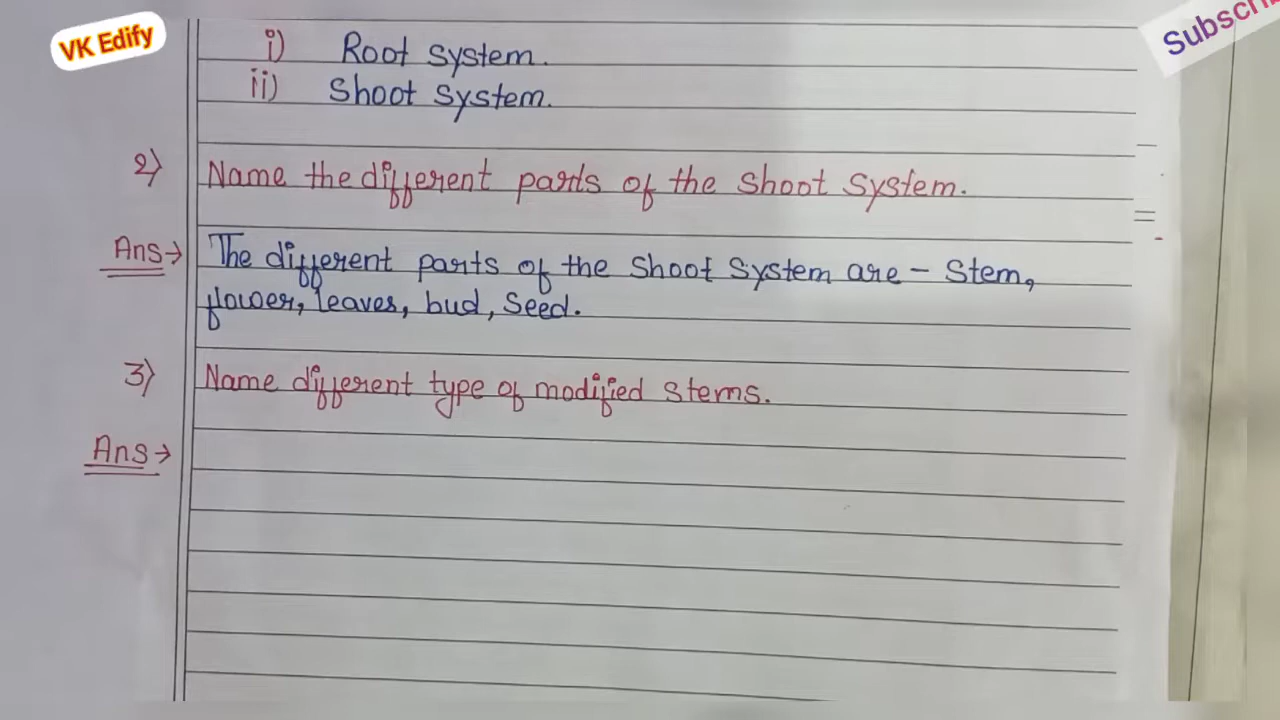 VK Edify
Subscri
i) Root System.
ii) Shoot System.
2) Name the different parts of the Shoot System.
Ans→ The different parts of the Shoot System are - Stem,
flower, leaves, bud, Seed.
3) Name different type of modified Stems.
Ans→